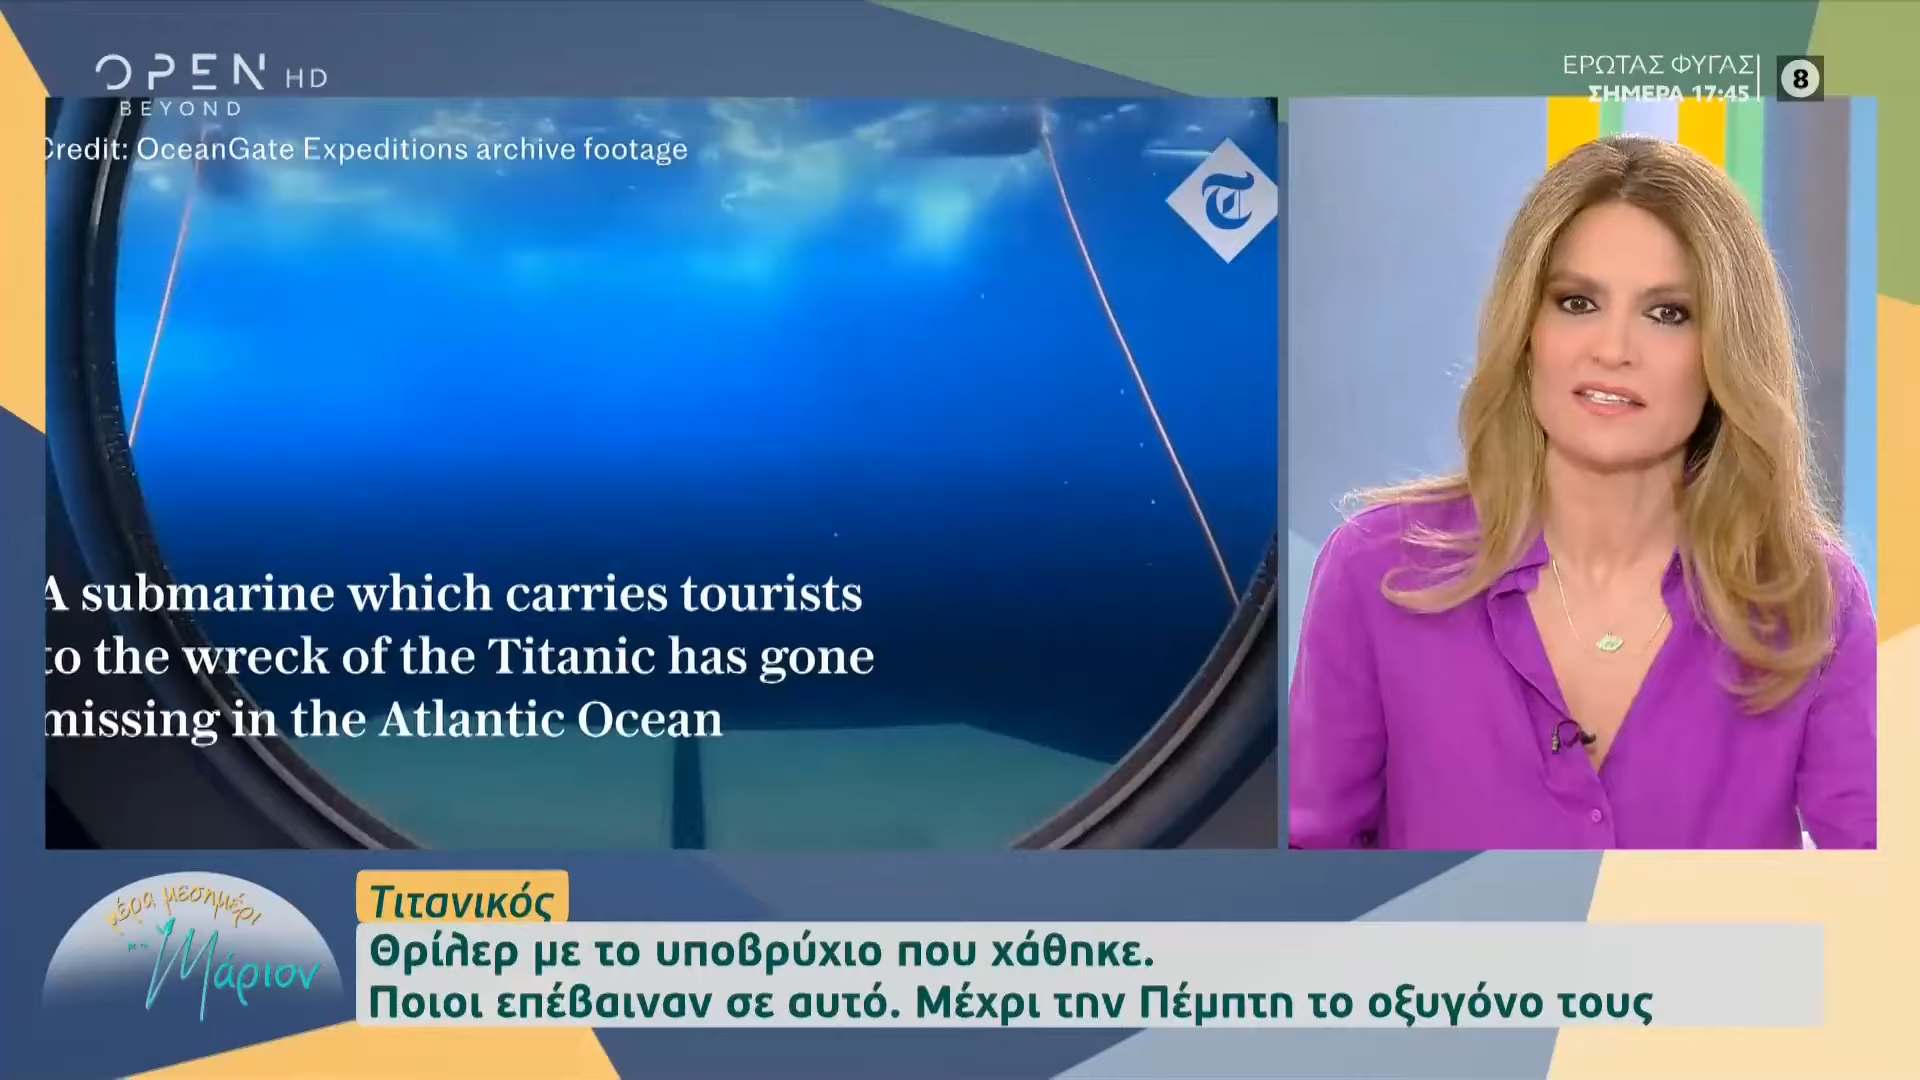 OPEN HD
BEYOND
ΕΡΩΤΑΣ ΦΥΓΑΣ
ΣΗΜΕΡΑ 17:45
8
Credit: OceanGate Expeditions archive footage
T
A submarine which carries tourists
to the wreck of the Titanic has gone
missing in the Atlantic Ocean
μέρα μεσημέρι
με τη
Μάριον
Τιτανικός
Θρίλερ με το υποβρύχιο που χάθηκε.
Ποιοι επέβαιναν σε αυτό. Μέχρι την Πέμπτη το οξυγόνο τους